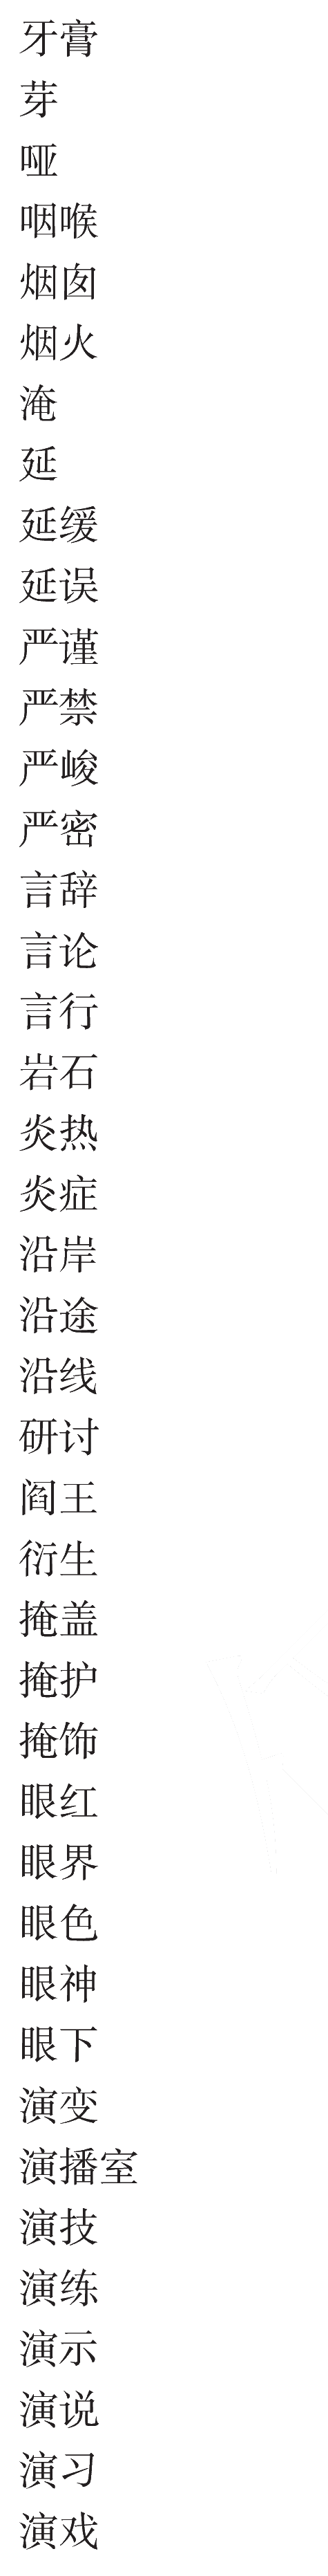 牙膏
芽
哑
咽喉
烟囱
烟火
淹
延
延缓
延误
严谨
严禁
严峻
严密
言辞
言论
言行
岩石
炎热
炎症
沿岸
沿途
沿线
研讨
阎王
衍生
掩盖
掩护
掩饰
眼红
眼界
眼色
眼神
眼下
演变
演播室
演技
演练
演示
演说
演习
演戏